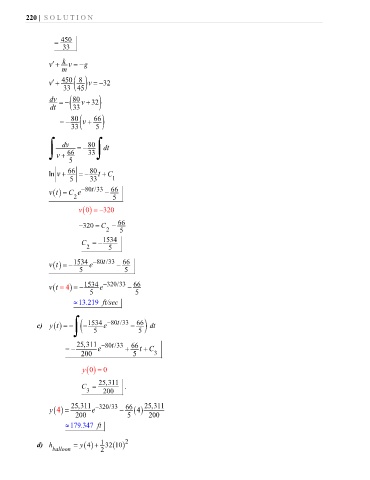 220 | SOLUTION
= 450/33
v′ + k/m v = −g
v′ + 450/33 (8/45) v = −32
dv/dt = −(80/33 v + 32)
= −80/33 (v + 66/5)
∫ dv/(v + 66/5) = −80/33 ∫ dt
ln|v + 66/5| = −80/33 t + C₁
v(t) = C₂ e^(−80t/33) − 66/5
v(0) = −320
−320 = C₂ − 66/5
C₂ = −1534/5
v(t) = −1534/5 e^(−80t/33) − 66/5
v(t = 4) = −1534/5 e^(−320/33) − 66/5
≈ 13.219 ft/sec
c) y(t) = −∫(−1534/5 e^(−80t/33) − 66/5) dt
= −25,311/200 e^(−80t/33) + 66/5 t + C₃
y(0) = 0
C₃ = 25,311/200 ;
y(4) = 25,311/200 e^(−320/33) − 66/5 (4) 25,311/200
≈ 179.347 ft
d) h_balloon = y(4) + 1/2 32(10)²